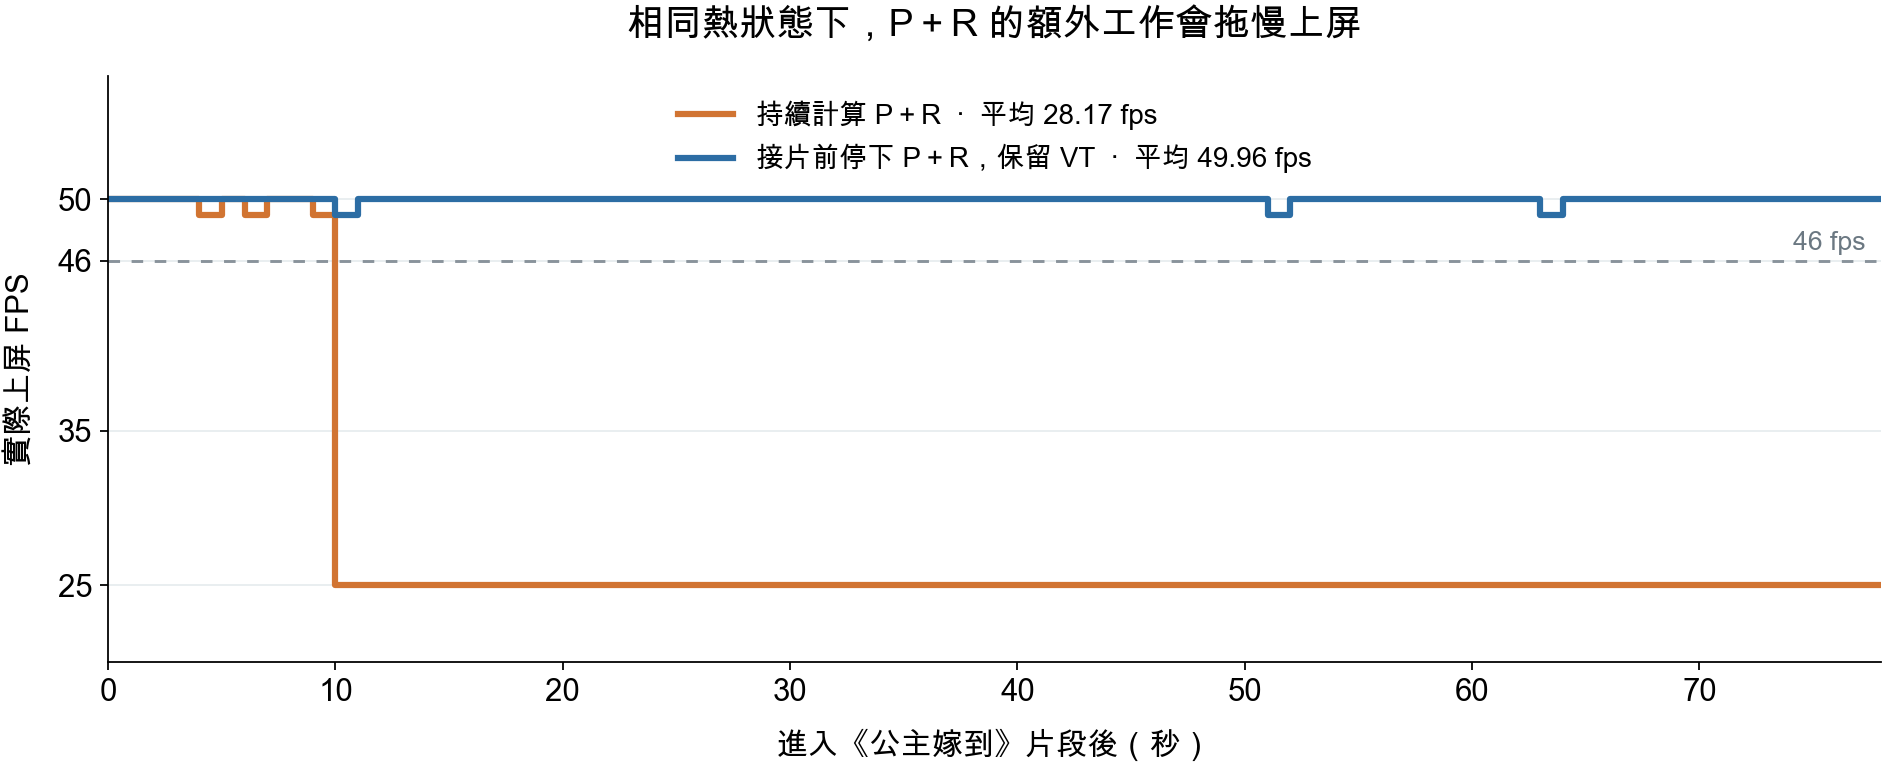 相同熱狀態下，P + R 的額外工作會拖慢上屏
持續計算 P + R · 平均 28.17 fps
接片前停下 P + R，保留 VT · 平均 49.96 fps
50
46 fps
46
35
25
實際上屏 FPS
0 10 20 30 40 50 60 70
進入《公主嫁到》片段後（秒）